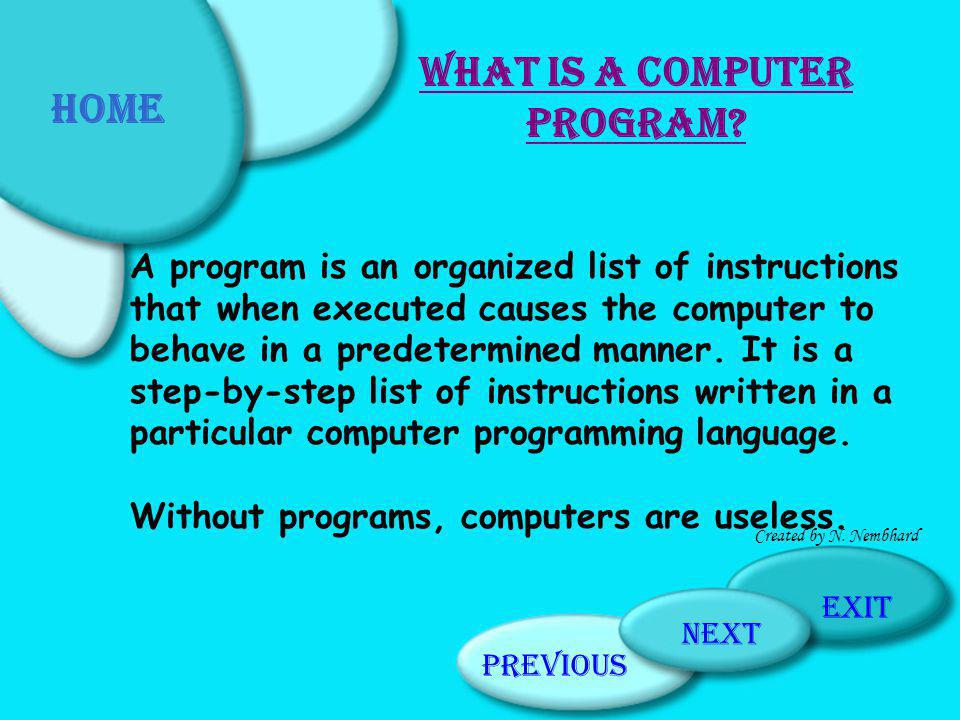 WHAT IS A COMPUTER
PROGRAM?
HOME
A program is an organized list of instructions
that when executed causes the computer to
behave in a predetermined manner. It is a
step-by-step list of instructions written in a
particular computer programming language.
Without programs, computers are useless.
Created by N. Nembhard
EXIT
NEXT
PREVIOUS